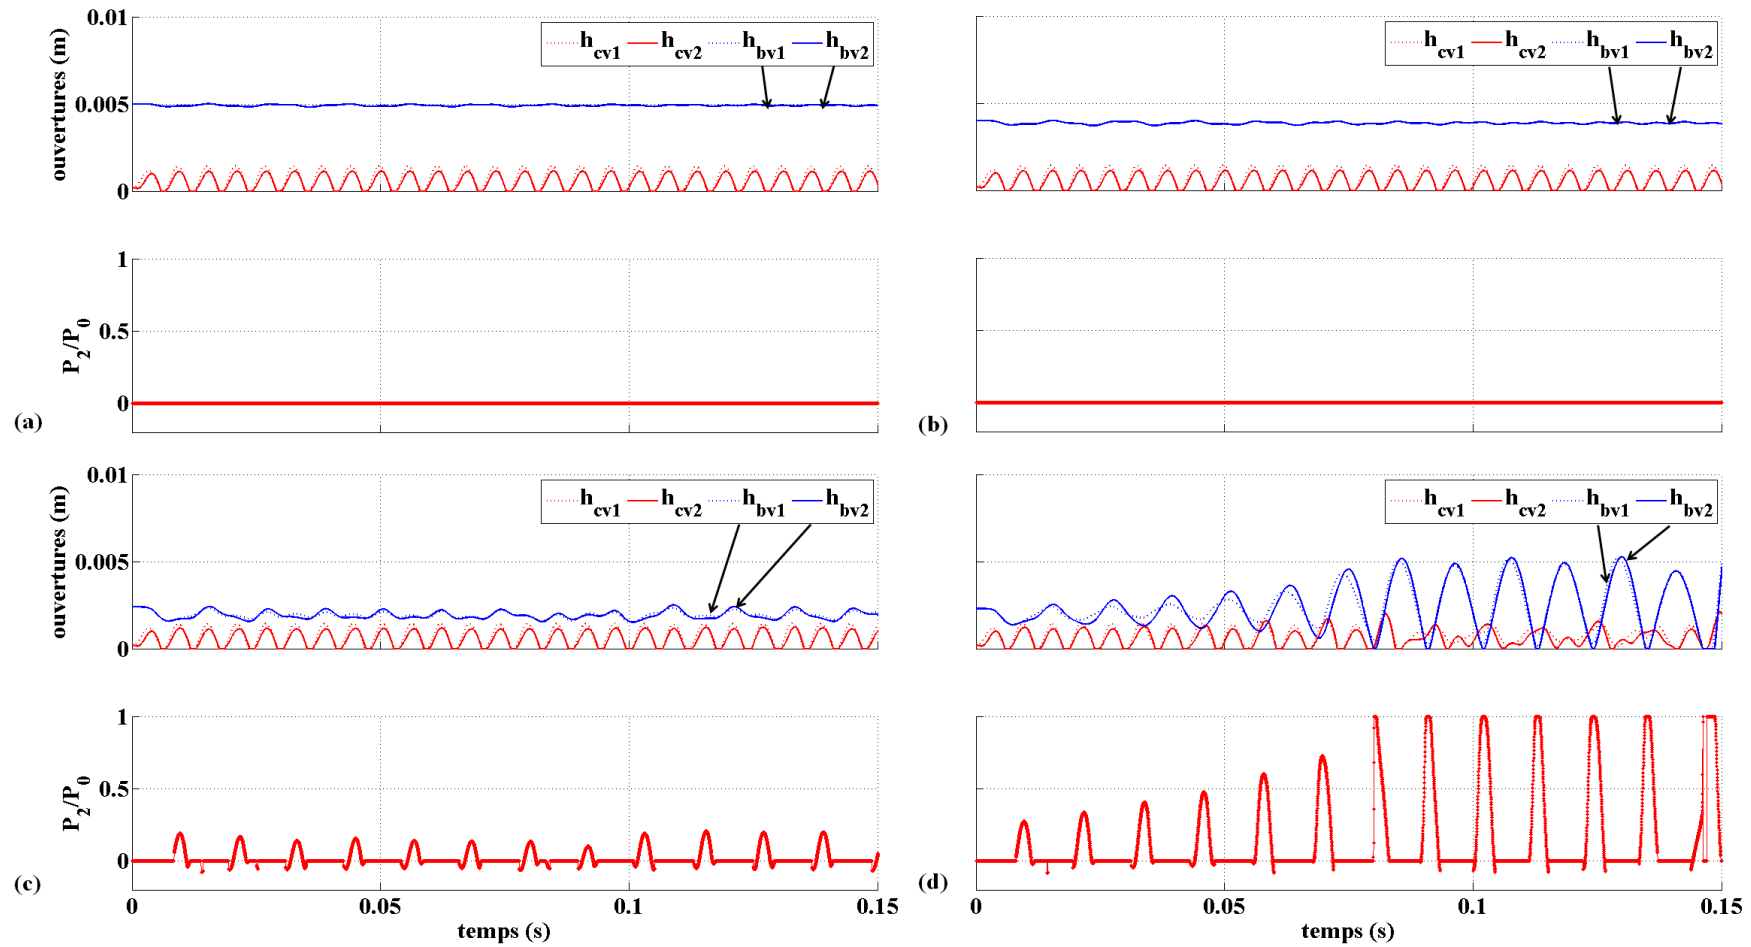 0.01
0.005
0
ouvertures (m)
h_cv1 h_cv2 h_bv1 h_bv2
h_cv1 h_cv2 h_bv1 h_bv2
1
0.5
0
P_2/P_0
(a)
(b)
0.01
0.005
0
ouvertures (m)
h_cv1 h_cv2 h_bv1 h_bv2
h_cv1 h_cv2 h_bv1 h_bv2
1
0.5
0
P_2/P_0
(c)
(d)
0 0.05 0.1 0.15
temps (s)
0 0.05 0.1 0.15
temps (s)